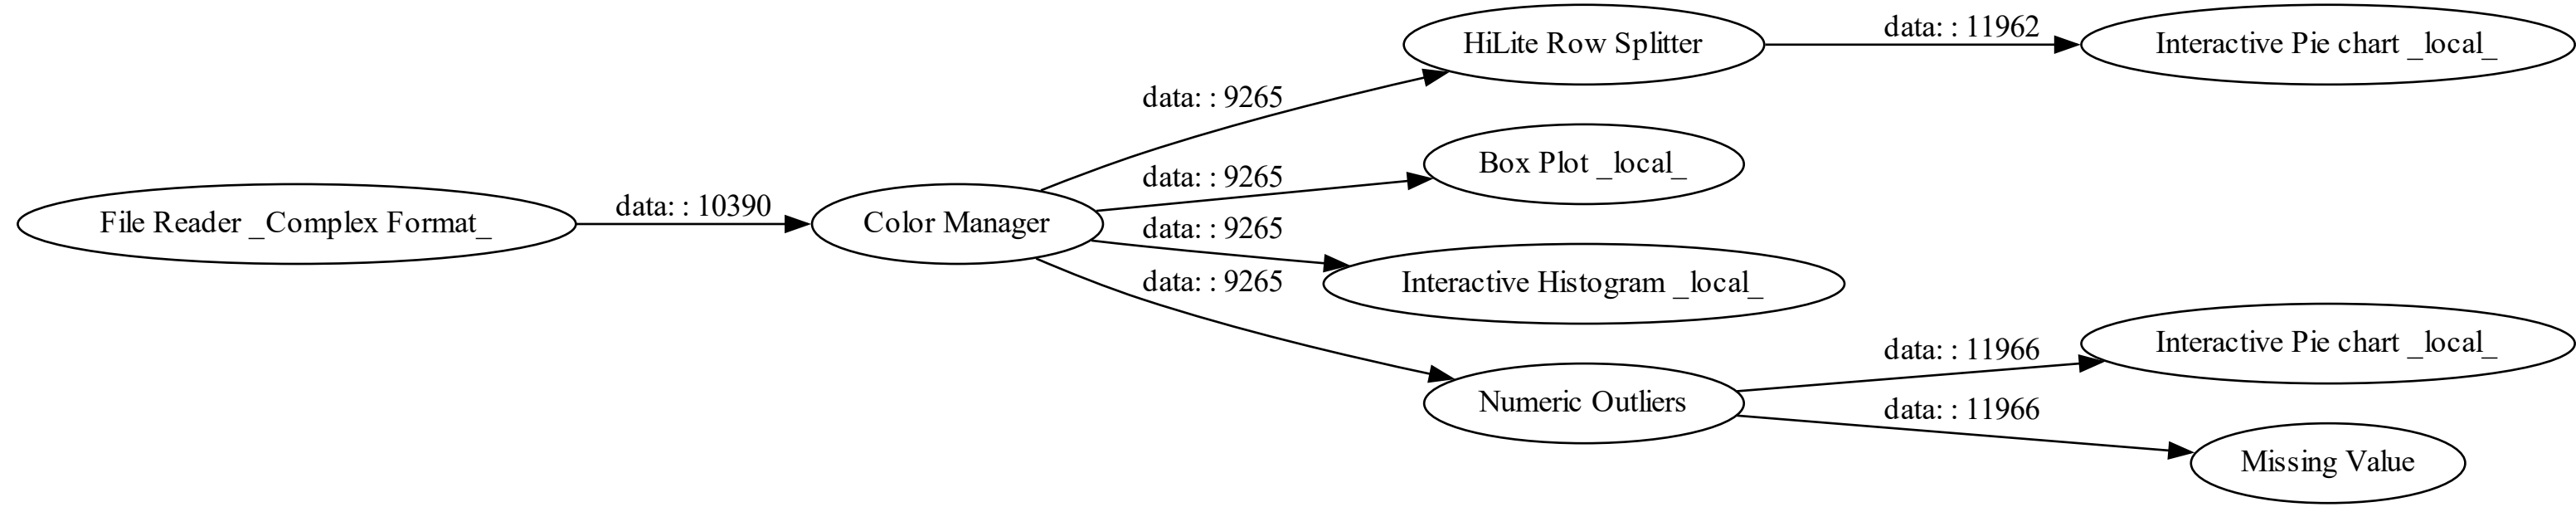 HiLite Row Splitter
data: : 11962
Interactive Pie chart _local_
data: : 9265
Box Plot _local_
data: : 9265
File Reader _Complex Format_
data: : 10390
Color Manager
data: : 9265
Interactive Histogram _local_
data: : 9265
Interactive Pie chart _local_
data: : 11966
Numeric Outliers
data: : 11966
Missing Value